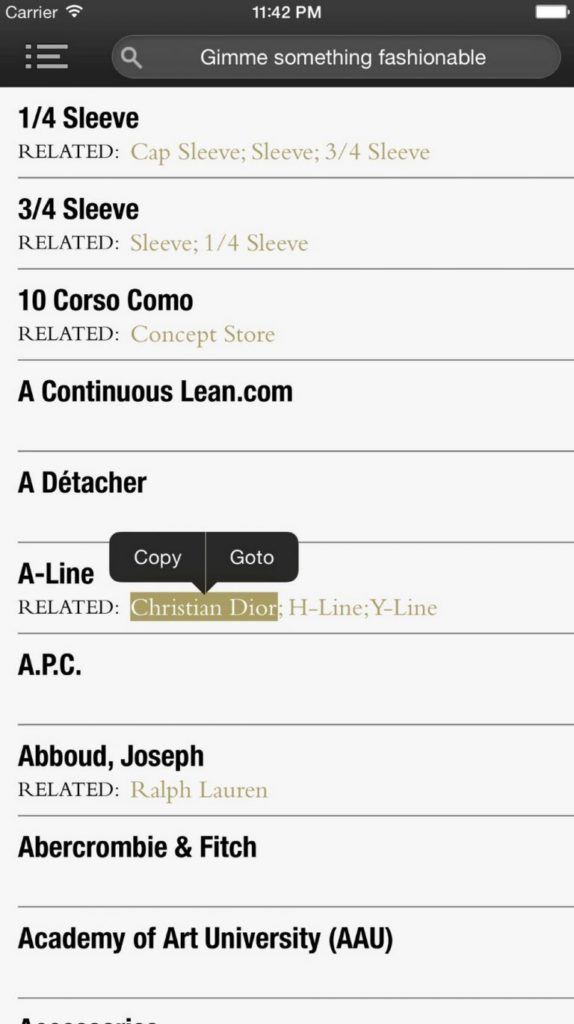 Carrier 11:42 PM
Gimme something fashionable
1/4 Sleeve
RELATED: Cap Sleeve; Sleeve; 3/4 Sleeve
3/4 Sleeve
RELATED: Sleeve; 1/4 Sleeve
10 Corso Como
RELATED: Concept Store
A Continuous Lean.com
A Détacher
Copy Goto
A-Line
RELATED: Christian Dior; H-Line;Y-Line
A.P.C.
Abboud, Joseph
RELATED: Ralph Lauren
Abercrombie & Fitch
Academy of Art University (AAU)